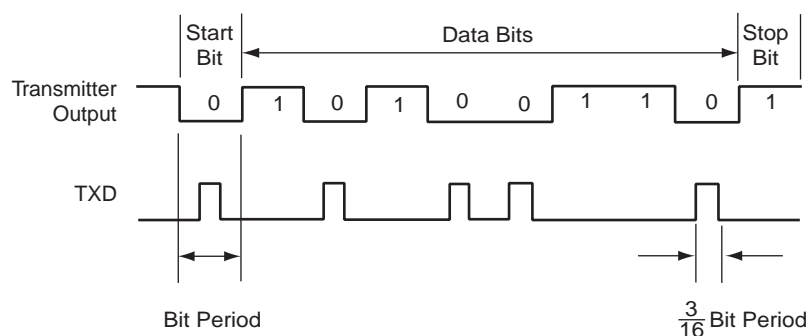 Start
Bit
Data Bits
Stop
Bit
Transmitter
Output
0 1 0 1 0 0 1 1 0 1
TXD
Bit Period
3
16 Bit Period